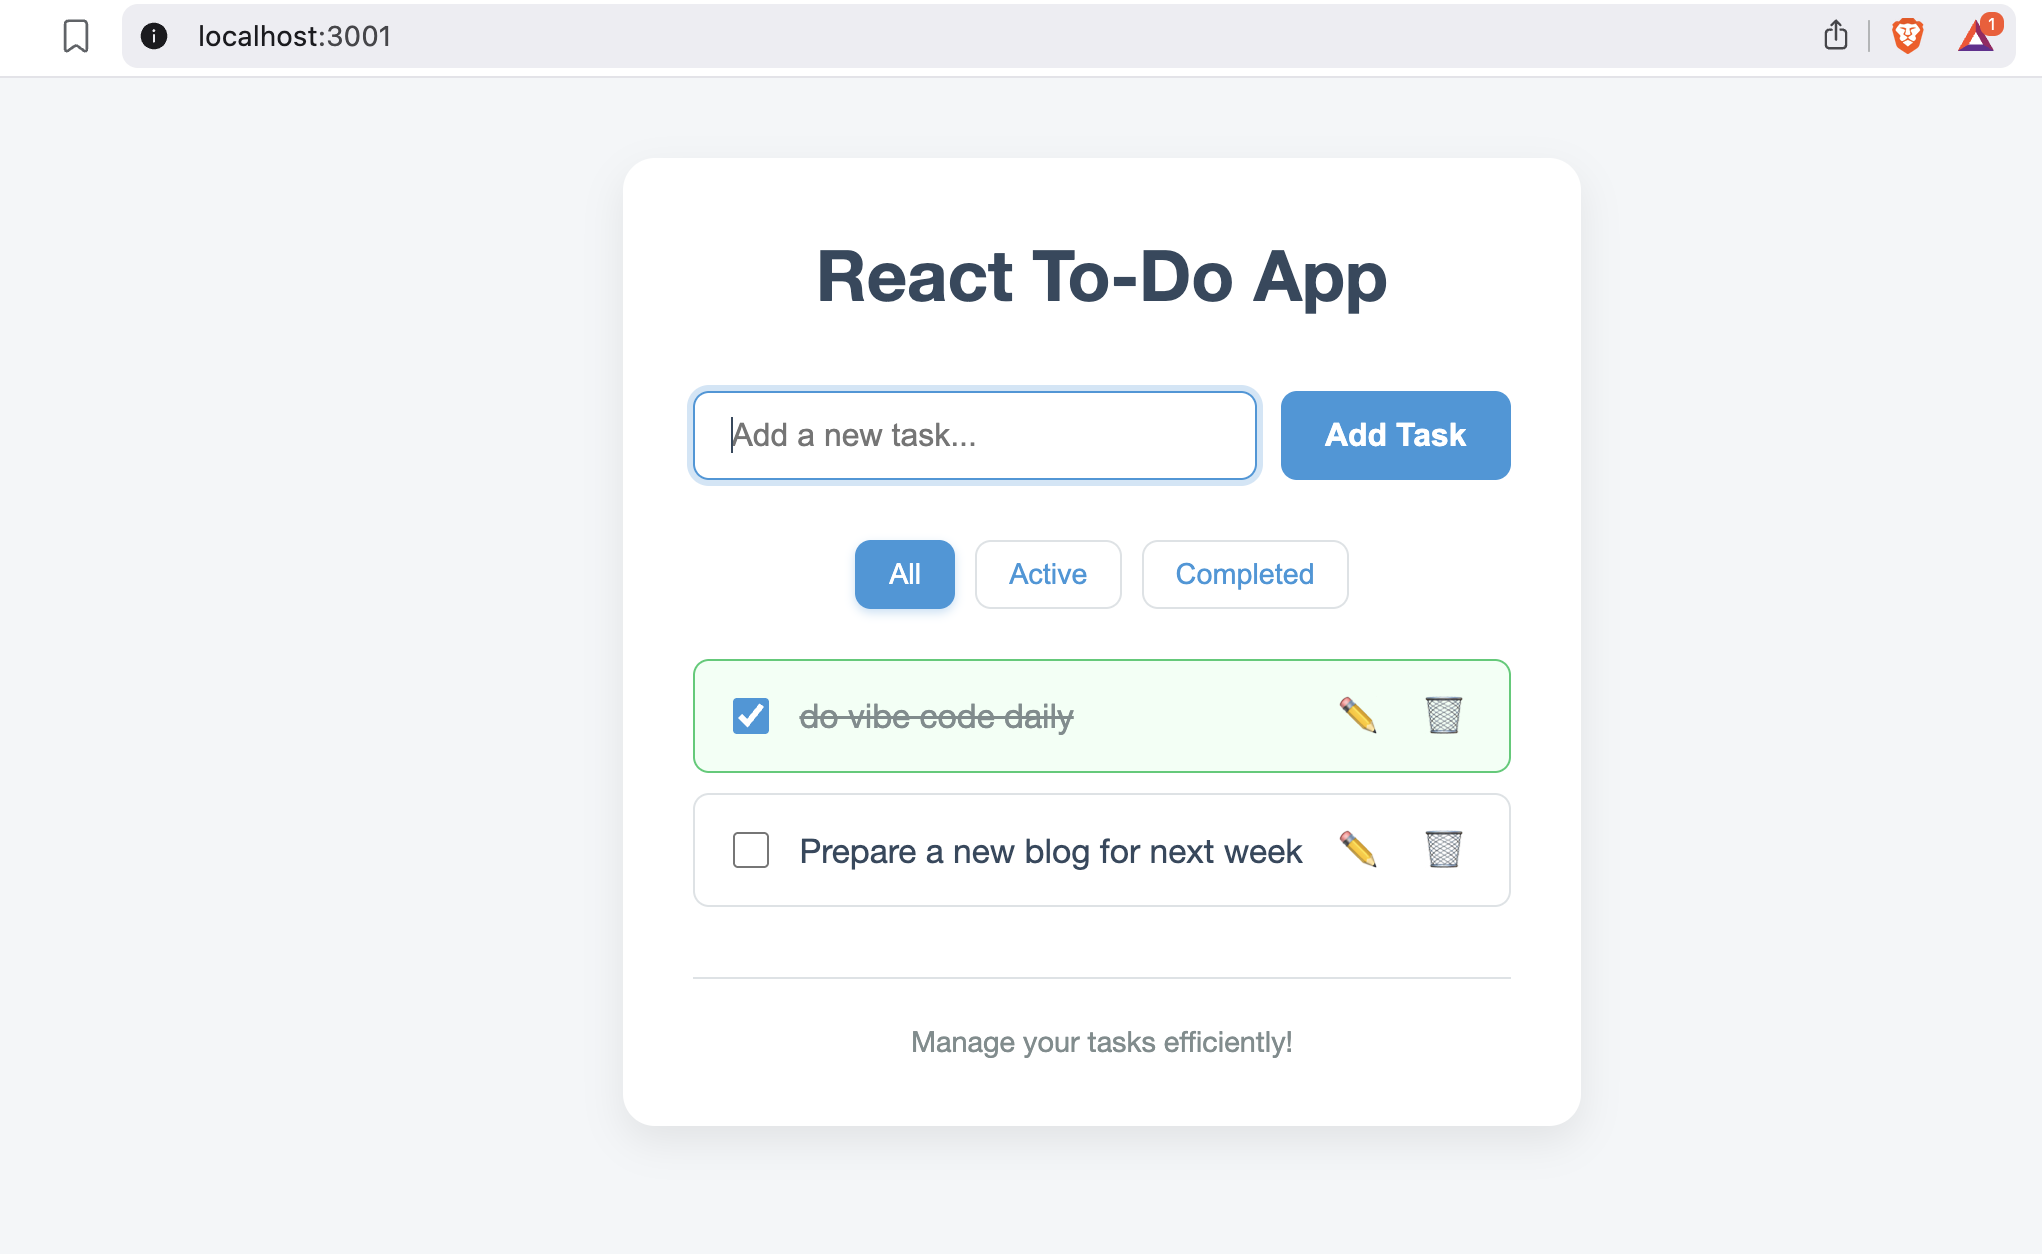 localhost:3001
1
React To-Do App
Add a new task...
Add Task
All
Active
Completed
do vibe code daily
Prepare a new blog for next week
Manage your tasks efficiently!